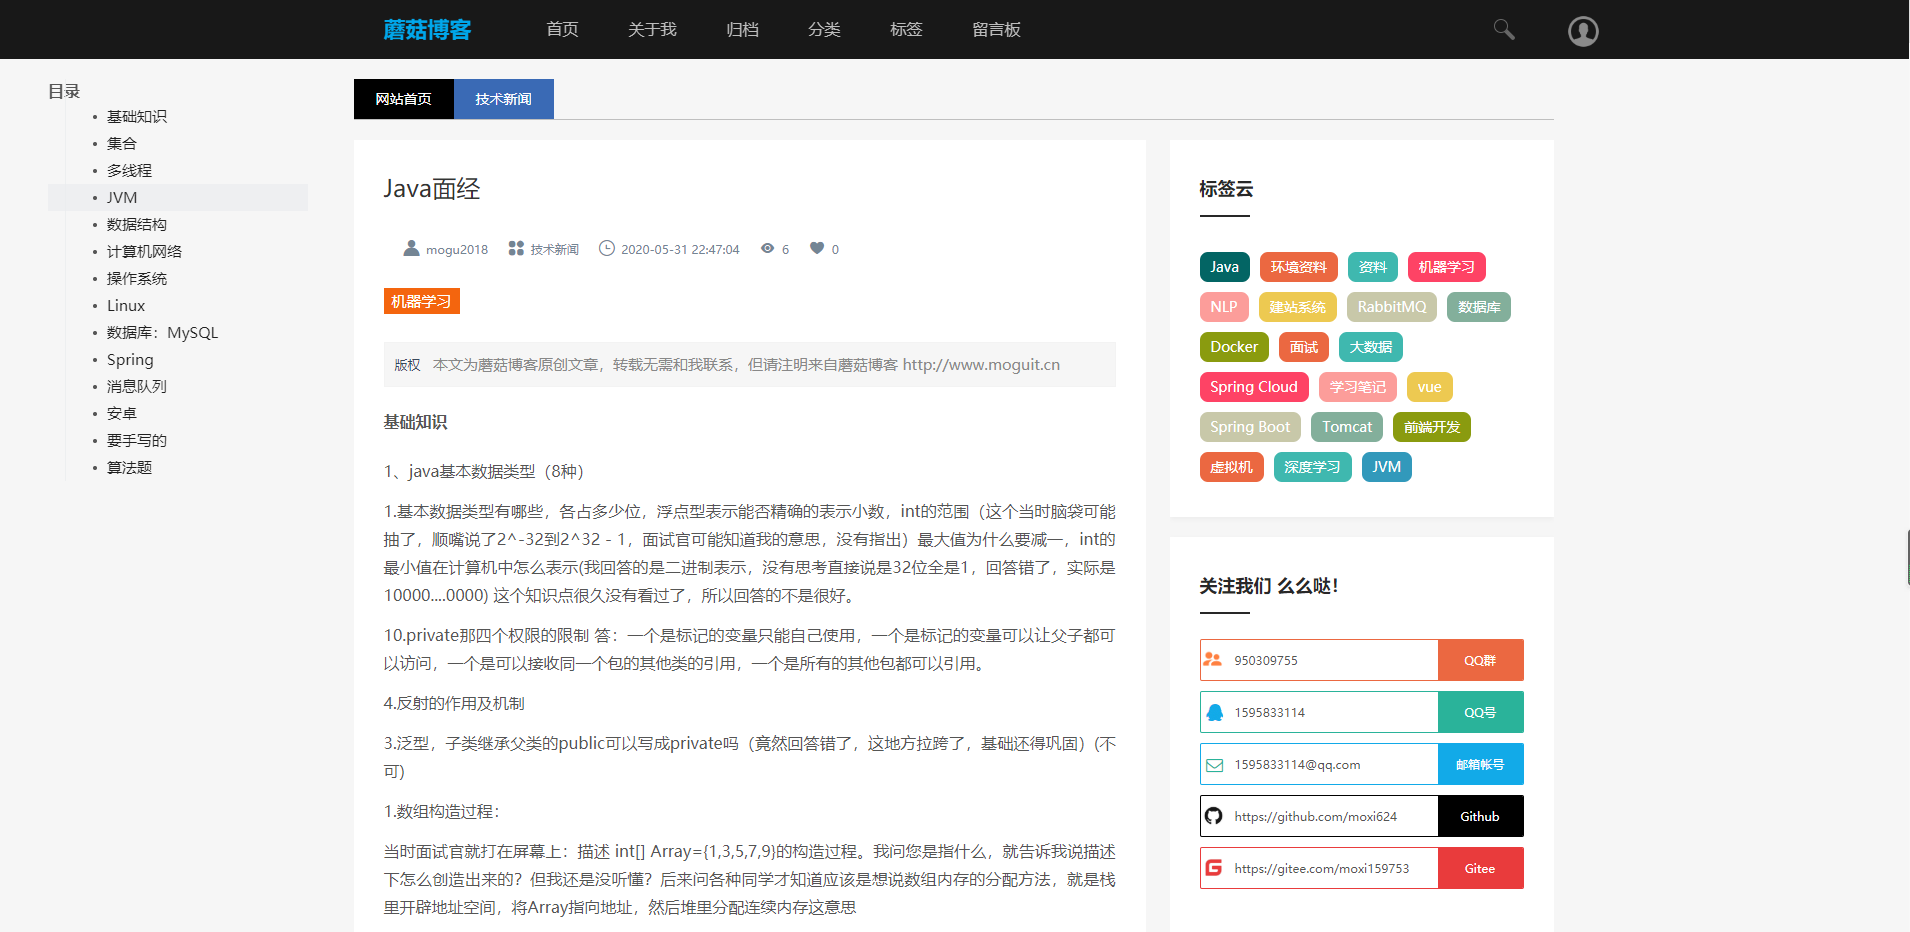 蘑菇博客
首页
关于我
归档
分类
标签
留言板
目录
基础知识
集合
多线程
JVM
数据结构
计算机网络
操作系统
Linux
数据库：MySQL
Spring
消息队列
安卓
要手写的
算法题
网站首页
技术新闻
Java面经
mogu2018 技术新闻 2020-05-31 22:47:04 6 0
机器学习
版权 本文为蘑菇博客原创文章，转载无需和我联系，但请注明来自蘑菇博客 http://www.moguit.cn
基础知识
1、java基本数据类型（8种）
1.基本数据类型有哪些，各占多少位，浮点型表示能否精确的表示小数，int的范围（这个当时脑袋可能
抽了，顺嘴说了2^-32到2^32 - 1，面试官可能知道我的意思，没有指出）最大值为什么要减一，int的
最小值在计算机中怎么表示(我回答的是二进制表示，没有思考直接说是32位全是1，回答错了，实际是
10000....0000) 这个知识点很久没有看过了，所以回答的不是很好。
10.private那四个权限的限制 答：一个是标记的变量只能自己使用，一个是标记的变量可以让父子都可
以访问，一个是可以接收同一个包的其他类的引用，一个是所有的其他包都可以引用。
4.反射的作用及机制
3.泛型，子类继承父类的public可以写成private吗（竟然回答错了，这地方拉跨了，基础还得巩固）(不
可)
1.数组构造过程：
当时面试官就打在屏幕上：描述 int[] Array={1,3,5,7,9}的构造过程。我问您是指什么，就告诉我说描述
下怎么创造出来的？但我还是没听懂？后来问各种同学才知道应该是想说数组内存的分配方法，就是栈
里开辟地址空间，将Array指向地址，然后堆里分配连续内存这意思
标签云
Java 环境资料 资料 机器学习
NLP 建站系统 RabbitMQ 数据库
Docker 面试 大数据
Spring Cloud 学习笔记 vue
Spring Boot Tomcat 前端开发
虚拟机 深度学习 JVM
关注我们 么么哒！
950309755 QQ群
1595833114 QQ号
1595833114@qq.com 邮箱帐号
https://github.com/moxi624 Github
https://gitee.com/moxi159753 Gitee